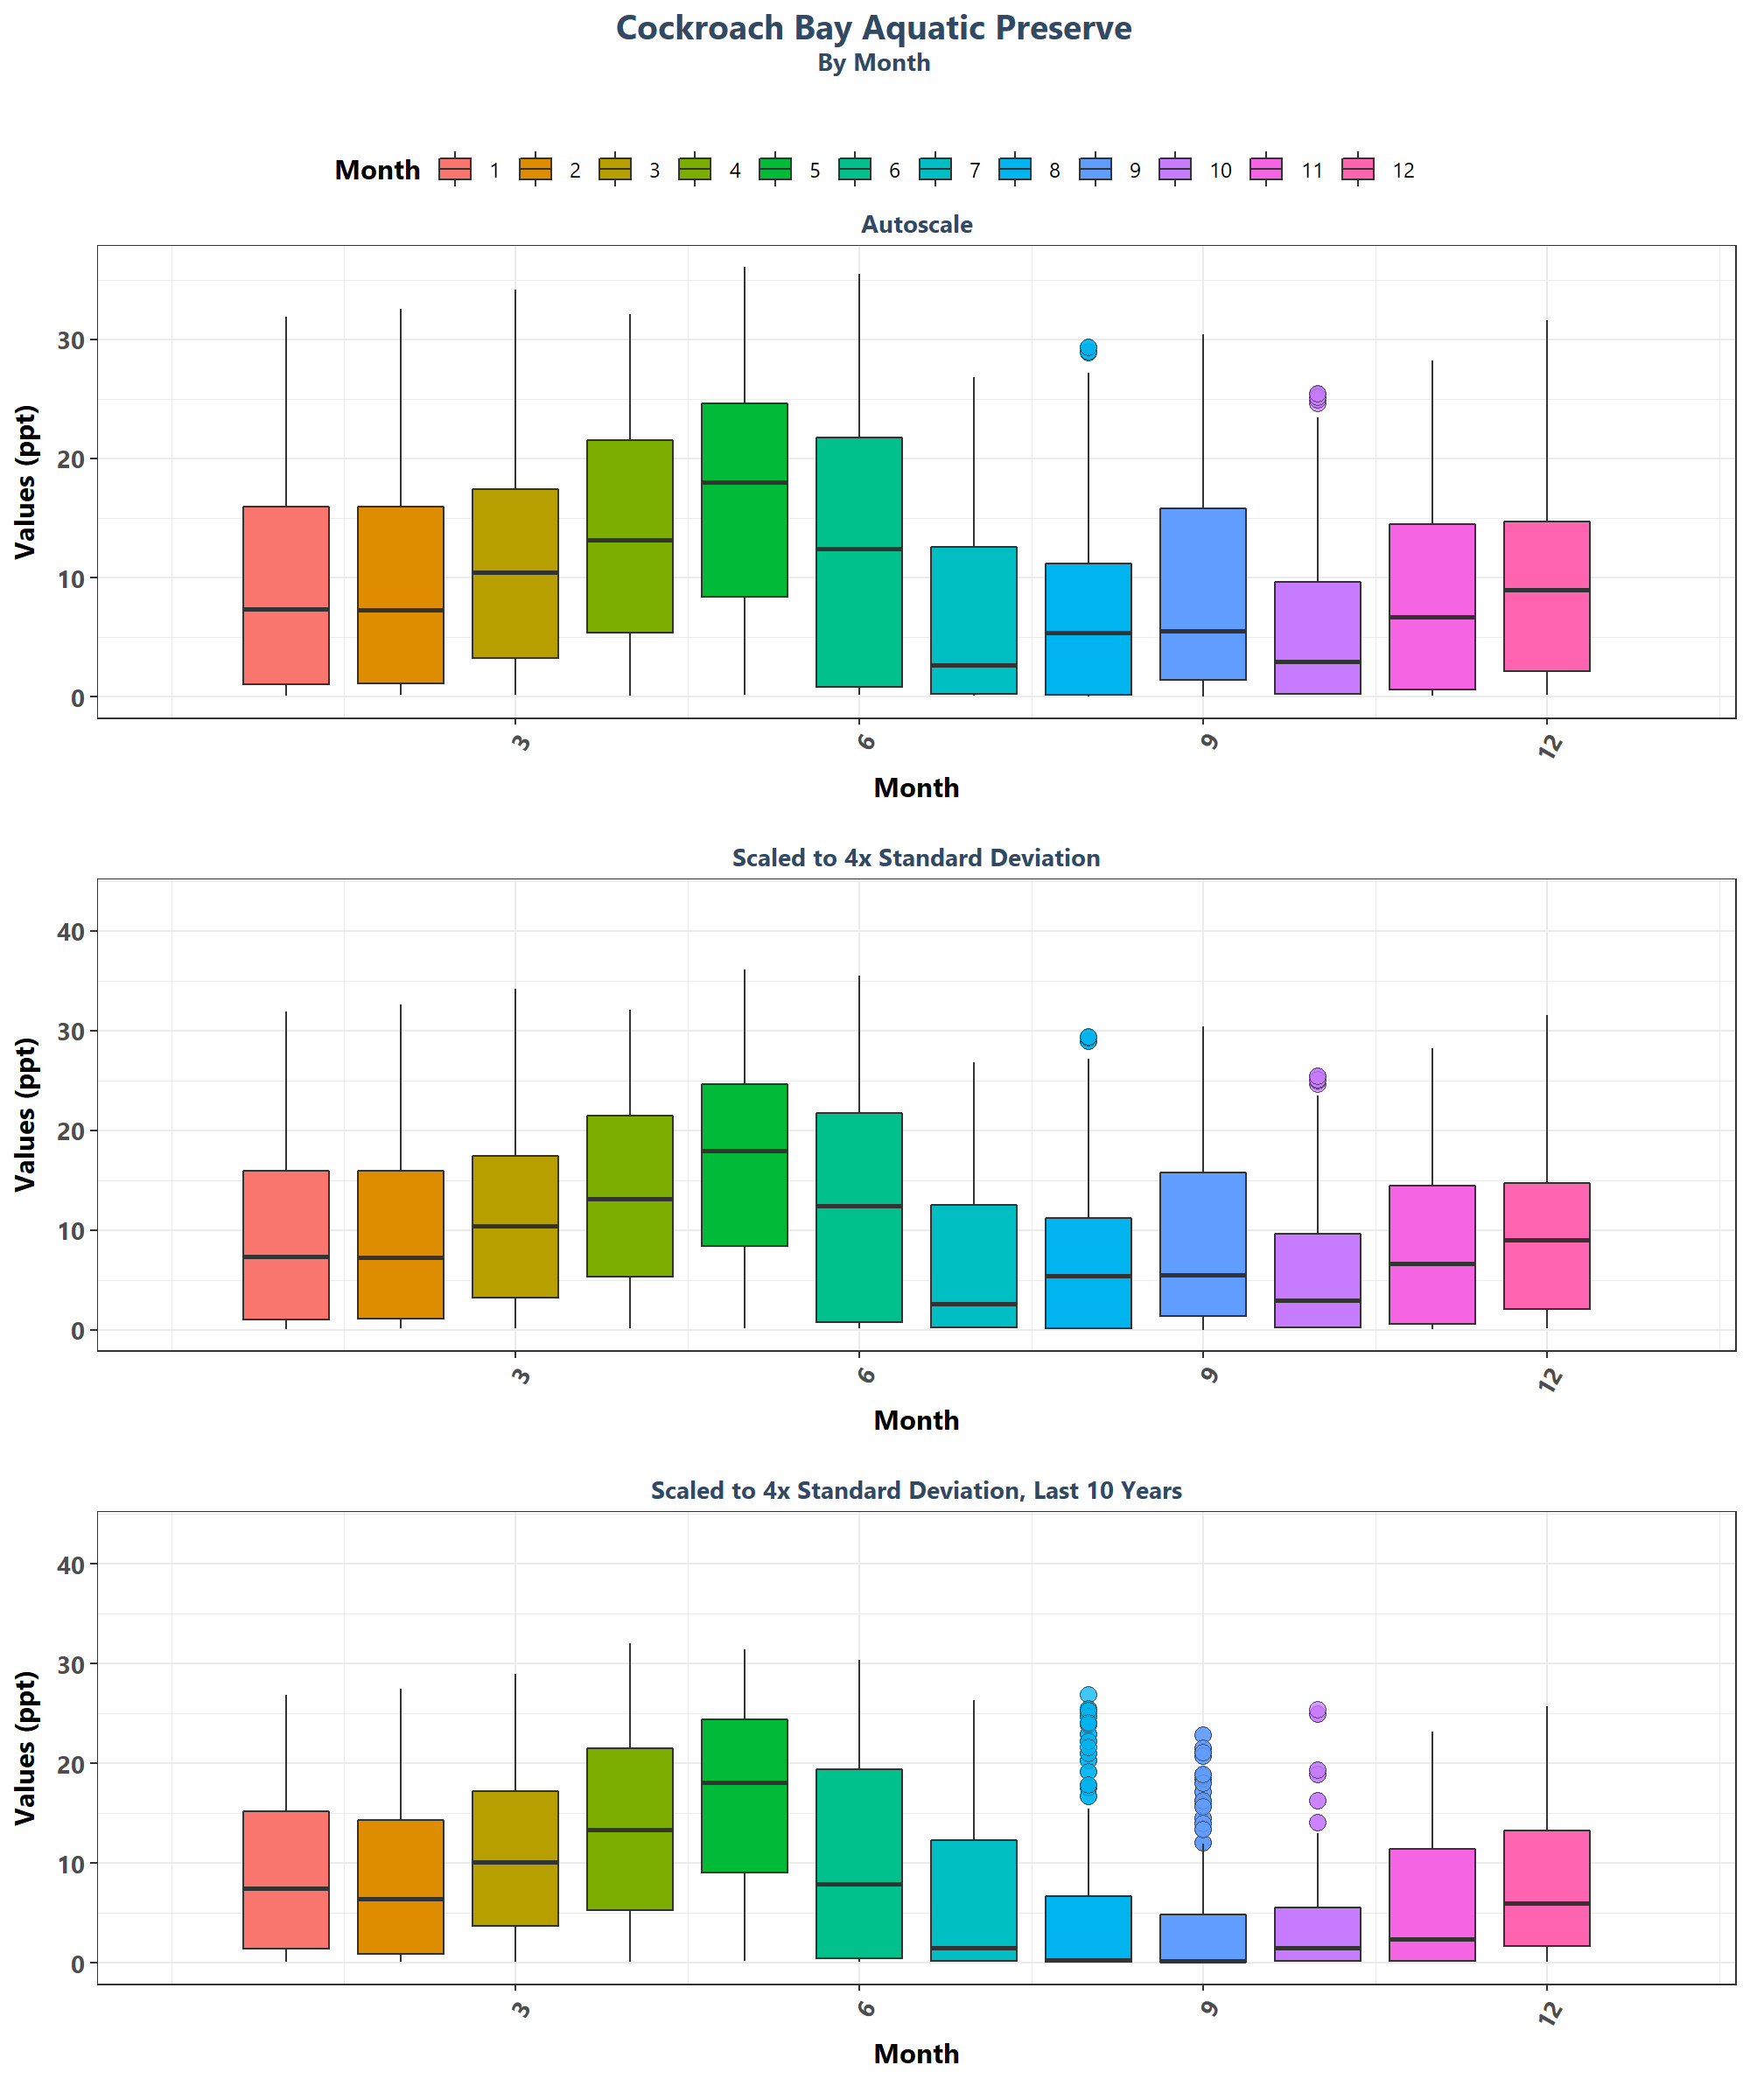 Cockroach Bay Aquatic Preserve
By Month
Month 1 2 3 4 5 6 7 8 9 10 11 12
Autoscale
Values (ppt)
30
20
10
0
3 6 9 12
Month
Scaled to 4x Standard Deviation
Values (ppt)
40
30
20
10
0
3 6 9 12
Month
Scaled to 4x Standard Deviation, Last 10 Years
Values (ppt)
40
30
20
10
0
3 6 9 12
Month